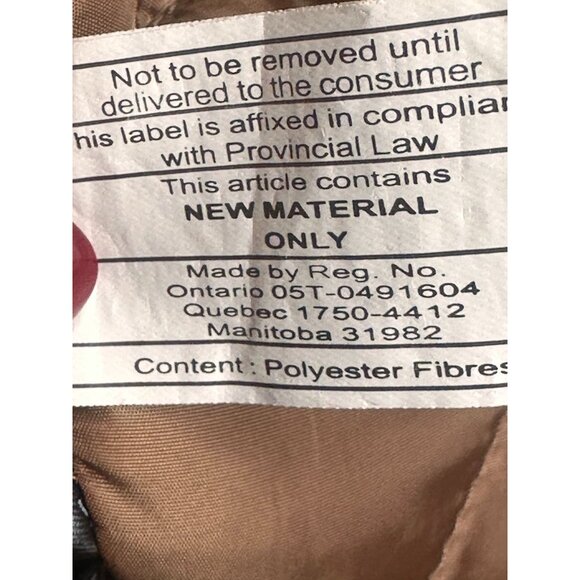 Not to be removed until
delivered to the consumer
his label is affixed in complian
with Provincial Law
This article contains
NEW MATERIAL
ONLY
Made by Reg. No.
Ontario 05T-0491604
Quebec 1750-4412
Manitoba 31982
Content: Polyester Fibres